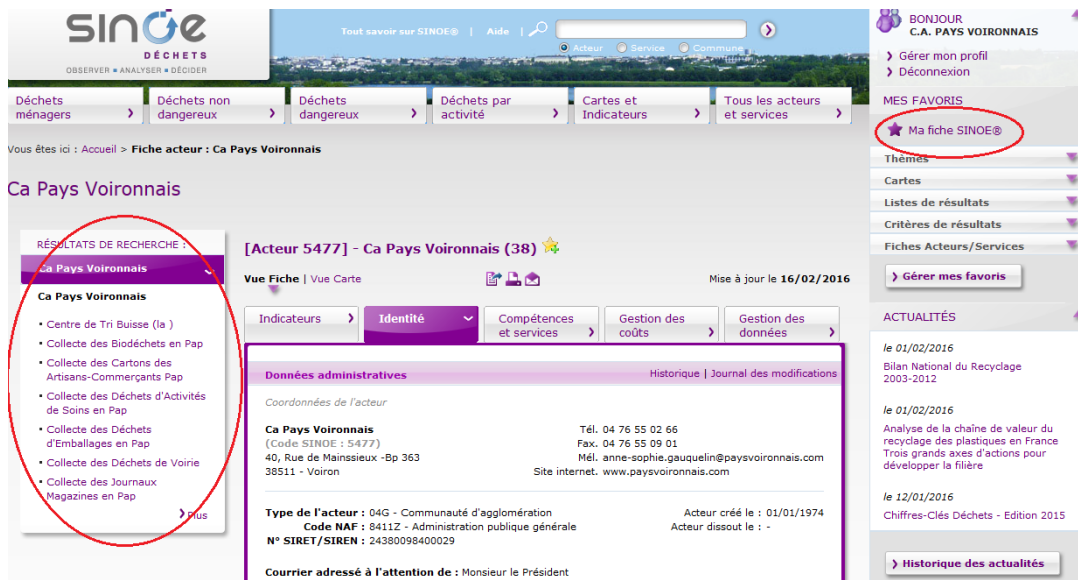 sinoe
DÉCHETS
OBSERVER ▪ ANALYSER ▪ DÉCIDER
Tout savoir sur SINOE® | Aide |
Acteur Service Commune
Déchets ménagers
Déchets non dangereux
Déchets dangereux
Déchets par activité
Cartes et Indicateurs
Tous les acteurs et services
Vous êtes ici : Accueil > Fiche acteur : Ca Pays Voironnais
Ca Pays Voironnais
RÉSULTATS DE RECHERCHE :
Ca Pays Voironnais
Ca Pays Voironnais
▪ Centre de Tri Buisse (la )
▪ Collecte des Biodéchets en Pap
▪ Collecte des Cartons des
Artisans-Commerçants Pap
▪ Collecte des Déchets d'Activités
de Soins en Pap
▪ Collecte des Déchets
d'Emballages en Pap
▪ Collecte des Déchets de Voirie
▪ Collecte des Journaux
Magazines en Pap
Plus
[Acteur 5477] - Ca Pays Voironnais (38)
Vue Fiche | Vue Carte
Mise à jour le 16/02/2016
Indicateurs
Identité
Compétences et services
Gestion des coûts
Gestion des données
Données administratives
Historique | Journal des modifications
Coordonnées de l'acteur
Ca Pays Voironnais
(Code SINOE : 5477)
40, Rue de Mainssieux -Bp 363
38511 - Voiron
Tél. 04 76 55 02 66
Fax. 04 76 55 09 01
Mél. anne-sophie.gauquelin@paysvoironnais.com
Site internet. www.paysvoironnais.com
Type de l'acteur : 04G - Communauté d'agglomération
Code NAF : 8411Z - Administration publique générale
N° SIRET/SIREN : 24380098400029
Acteur créé le : 01/01/1974
Acteur dissout le : -
Courrier adressé à l'attention de : Monsieur le Président
BONJOUR
C.A. PAYS VOIRONNAIS
Gérer mon profil
Déconnexion
MES FAVORIS
Ma fiche SINOE®
Thèmes
Cartes
Listes de résultats
Critères de résultats
Fiches Acteurs/Services
Gérer mes favoris
ACTUALITÉS
le 01/02/2016
Bilan National du Recyclage
2003-2012
le 01/02/2016
Analyse de la chaîne de valeur du
recyclage des plastiques en France
Trois grands axes d'actions pour
développer la filière
le 12/01/2016
Chiffres-Clés Déchets - Edition 2015
Historique des actualités